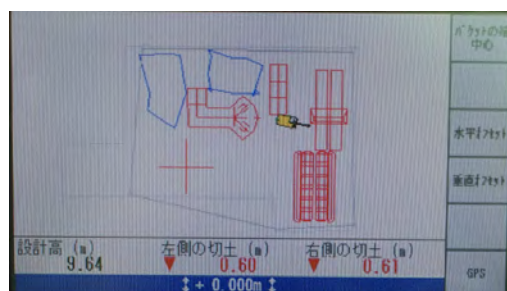 バケットの端
中心
水平オフセット
垂直オフセット
設計高 (m)
9.64
左側の切土 (m)
▼ 0.60
右側の切土 (m)
▼ 0.61
GPS
↕ + 0.000m ↕